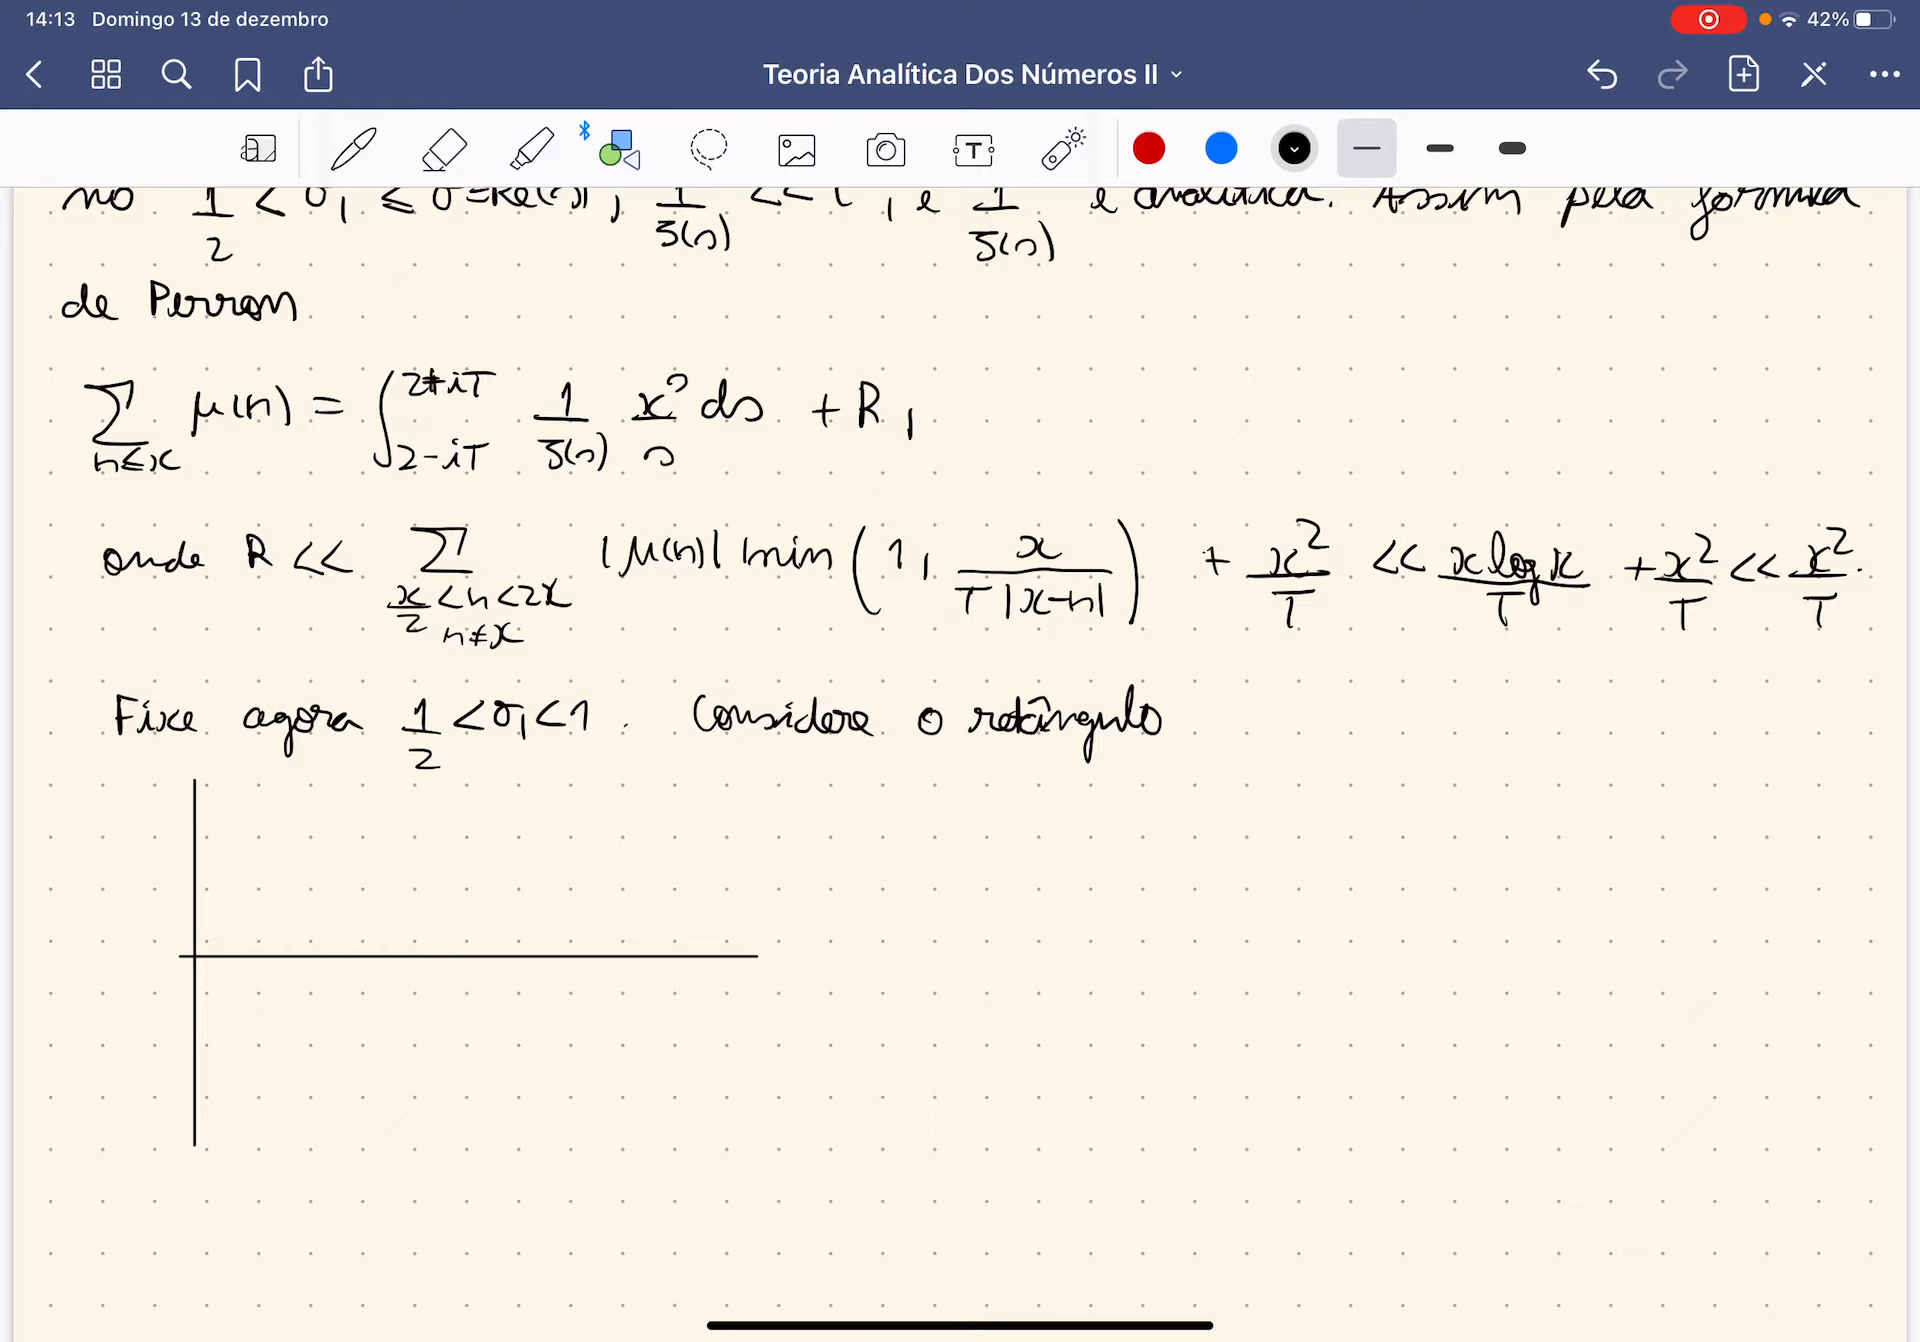 14:13 Domingo 13 de dezembro 42%
Teoria Analítica Dos Números II
no 1/2 < σ₁ ≤ σ = Re(s), 1/ζ(s) << , e 1/ζ(s) é analítica. Assim pela fórmula
de Perron
∑_{n≤x} μ(n) = ∫_{2-iT}^{2+iT} 1/ζ(s) x^s/s ds + R,
onde R << ∑_{x/2<n<2x, n≠x} |μ(n)| min(1, x/(T|x-n|)) + x²/T << x log x/T + x²/T << x²/T.
Fixe agora 1/2 < σ₁ < 1. Considere o retângulo